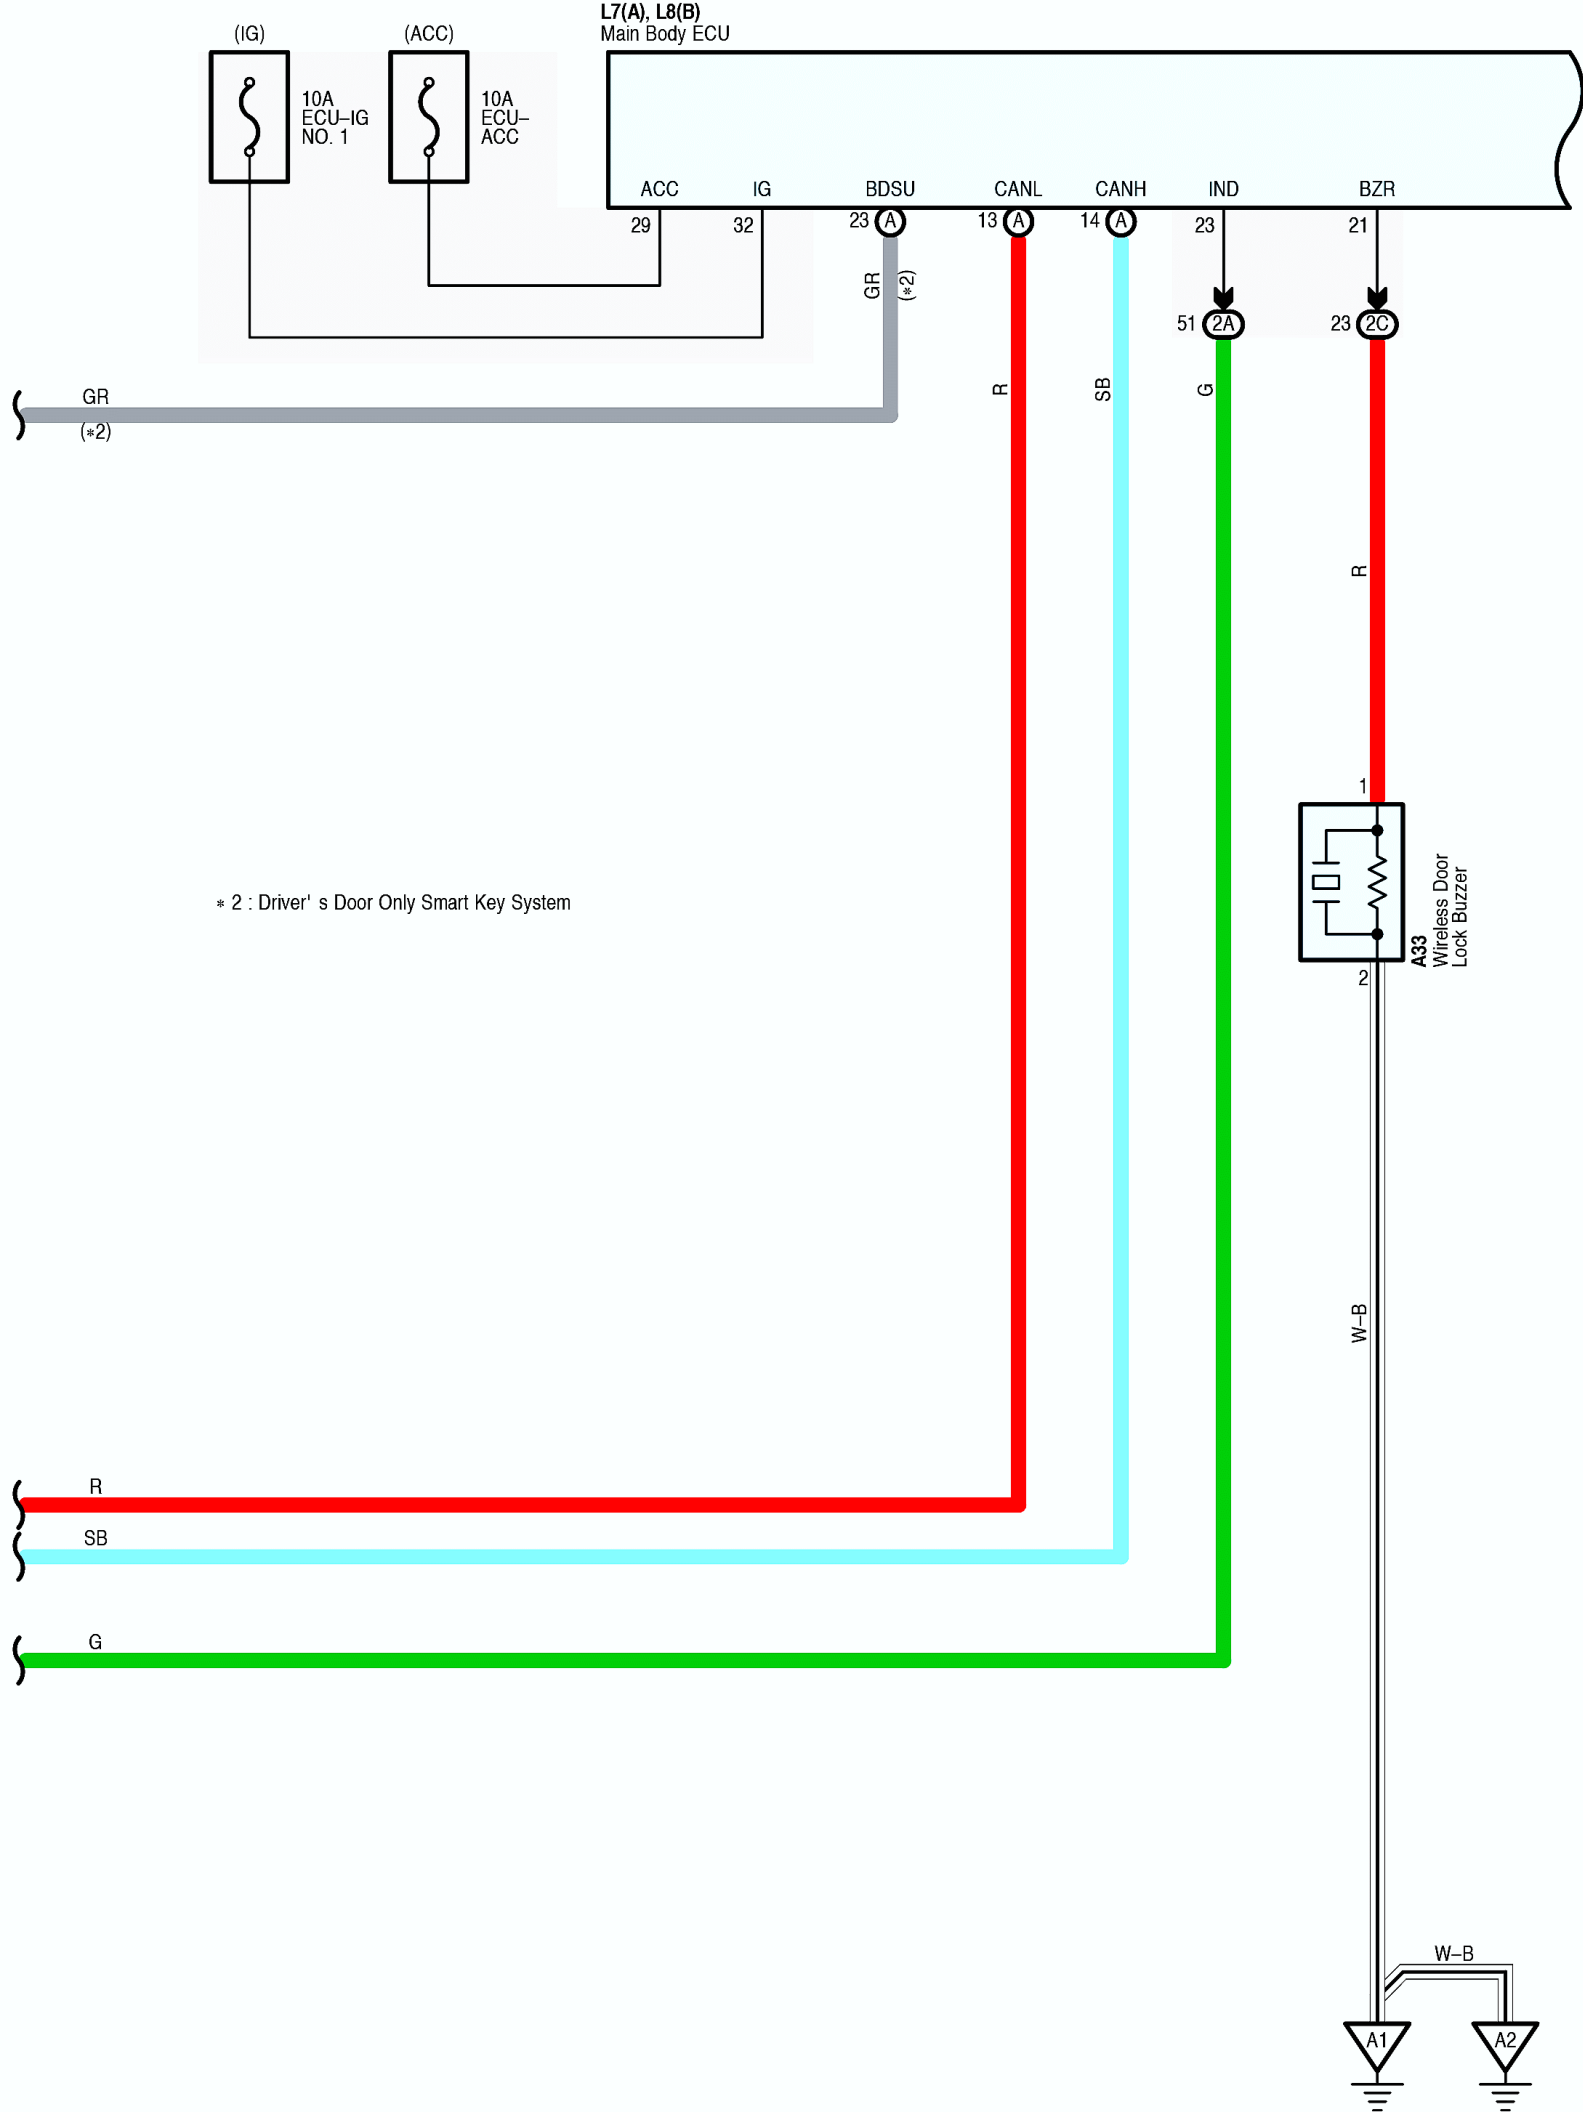 L7(A), L8(B)
Main Body ECU
(IG)
(ACC)
10A
ECU–IG
NO. 1
10A
ECU–
ACC
ACC
IG
BDSU
CANL
CANH
IND
BZR
29
32
23 A
13 A
14 A
23
21
GR
(*2)
51 2A
23 2C
GR
(*2)
R
SB
G
R
1
* 2 : Driver' s Door Only Smart Key System
A33
Wireless Door
Lock Buzzer
2
W–B
R
SB
G
W–B
A1
A2